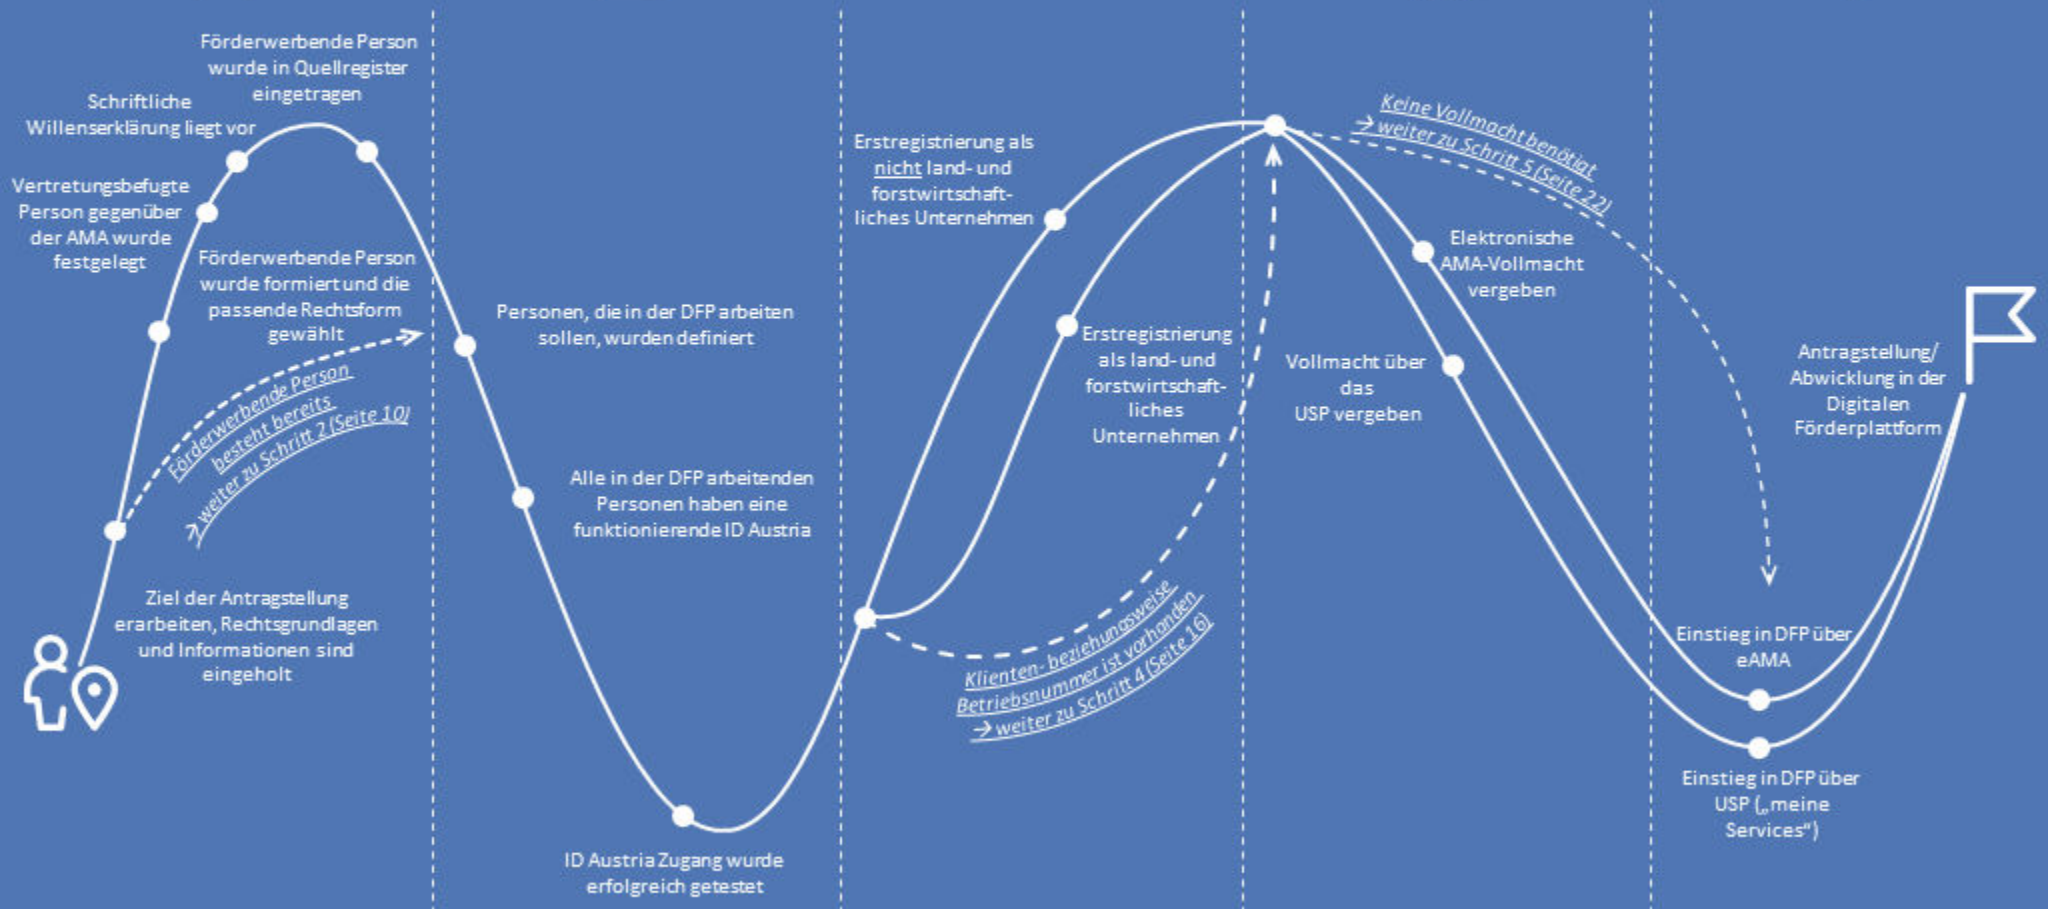 Förderwerbende Person
wurde in Quellregister
eingetragen
Schriftliche
Willenserklärung liegt vor
Vertretungsbefugte
Person gegenüber
der AMA wurde
festgelegt
Förderwerbende Person
wurde formiert und die
passende Rechtsform
gewählt
Förderwerbende Person
besteht bereits
→ weiter zu Schritt 2 (Seite 10)
Ziel der Antragstellung
erarbeiten, Rechtsgrundlagen
und Informationen sind
eingeholt
Personen, die in der DFP arbeiten
sollen, wurden definiert
Alle in der DFP arbeitenden
Personen haben eine
funktionierende ID Austria
ID Austria Zugang wurde
erfolgreich getestet
Erstregistrierung als
nicht land- und
forstwirtschaft-
liches Unternehmen
Erstregistrierung
als land- und
forstwirtschaft-
liches
Unternehmen
Klienten- beziehungsweise
Betriebsnummer ist vorhanden
→ weiter zu Schritt 4 (Seite 16)
Keine Vollmacht benötigt
→ weiter zu Schritt 5 (Seite 22)
Elektronische
AMA-Vollmacht
vergeben
Vollmacht über
das
USP vergeben
Antragstellung/
Abwicklung in der
Digitalen
Förderplattform
Einstieg in DFP über
eAMA
Einstieg in DFP über
USP („meine
Services“)